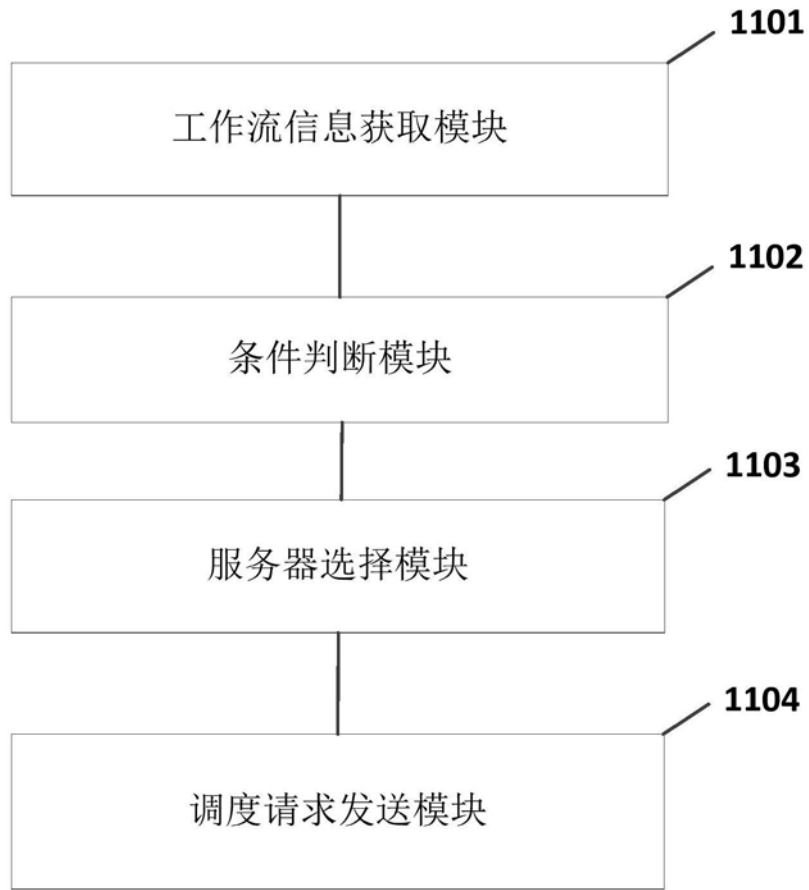 1101
工作流信息获取模块
1102
条件判断模块
1103
服务器选择模块
1104
调度请求发送模块